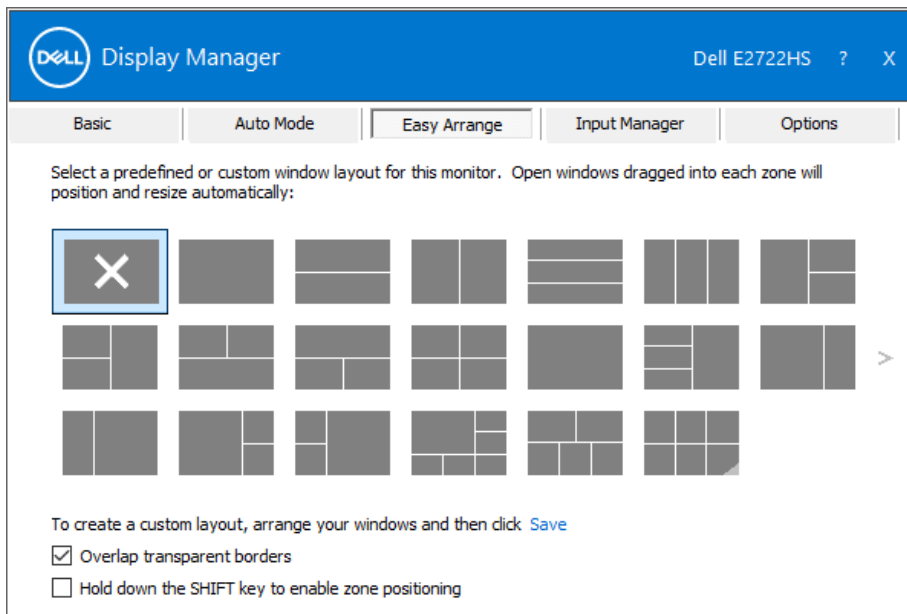 DELL Display Manager Dell E2722HS ? X
Basic Auto Mode Easy Arrange Input Manager Options
Select a predefined or custom window layout for this monitor. Open windows dragged into each zone will
position and resize automatically:
>
To create a custom layout, arrange your windows and then click Save
Overlap transparent borders
Hold down the SHIFT key to enable zone positioning